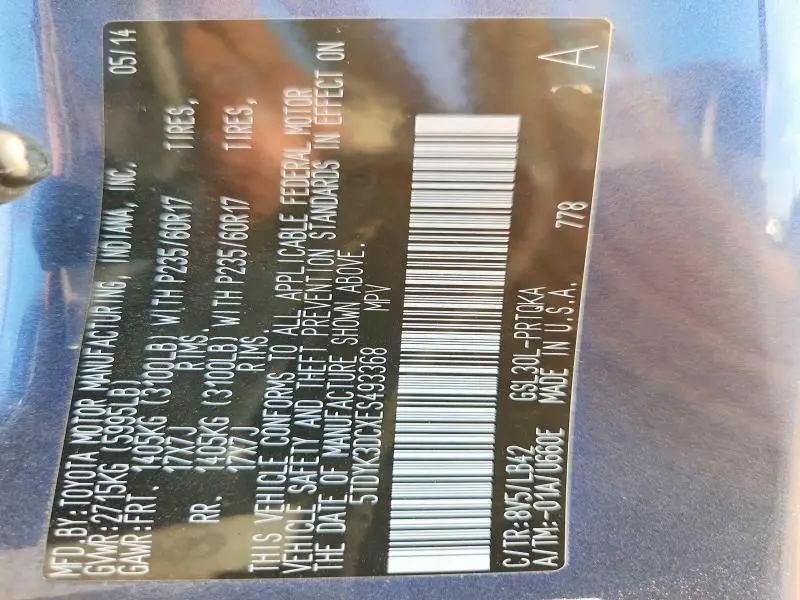 MFD.BY:TOYOTA MOTOR MANUFACTURING, INDIANA, INC. 05/14
GVWR:2715KG(5995LB)
GAWR:FRT. 1405KG(3100LB) WITH P235/60R17 TIRES,
17X7J RIMS.
RR. 1405KG(3100LB) WITH P235/60R17 TIRES,
17X7J RIMS
THIS VEHICLE CONFORMS TO ALL APPLICABLE FEDERAL MOTOR
VEHICLE SAFETY AND THEFT PREVENTION STANDARDS IN EFFECT ON
THE DATE OF MANUFACTURE SHOWN ABOVE.
5TDYK3DCXES493368 MPV
C/TR:8V5/LB42 GSL30L-PRTQKA
A/TM:-01A/U660E MADE IN U.S.A. 778 A